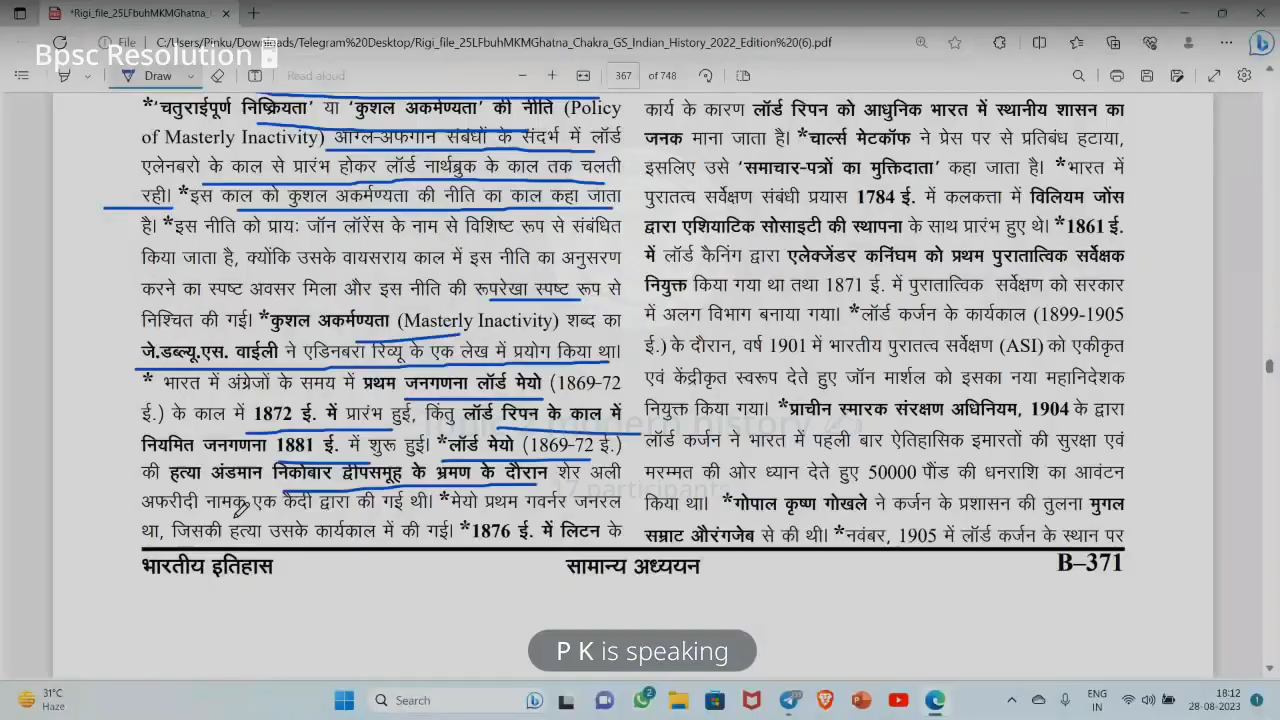 *Rigi_file_25LFbuhMKMGhatna_
File
C:/Users/Pinku/Downloads/Telegram%20Desktop/Rigi_file_25LFbuhMKMGhatna_Chakra_GS_Indian_History_2022_Edition%20(6).pdf
Bpsc Resolution🖥
Draw
Read aloud
367 of 748
*'चतुराईपूर्ण निष्क्रियता' या 'कुशल अकर्मण्यता' की नीति (Policy
of Masterly Inactivity) आंग्ल-अफगान संबंधों के संदर्भ में लॉर्ड
एलेनबरो के काल से प्रारंभ होकर लॉर्ड नार्थब्रुक के काल तक चलती
रही। *इस काल को कुशल अकर्मण्यता की नीति का काल कहा जाता
है। *इस नीति को प्राय: जॉन लॉरेंस के नाम से विशिष्ट रूप से संबंधित
किया जाता है, क्योंकि उसके वायसराय काल में इस नीति का अनुसरण
करने का स्पष्ट अवसर मिला और इस नीति की रूपरेखा स्पष्ट रूप से
निश्चित की गई। *कुशल अकर्मण्यता (Masterly Inactivity) शब्द का
जे.डब्ल्यू.एस. वाईली ने एडिनबरा रिव्यू के एक लेख में प्रयोग किया था।
* भारत में अंग्रेजों के समय में प्रथम जनगणना लॉर्ड मेयो (1869-72
ई.) के काल में 1872 ई. में प्रारंभ हुई, किंतु लॉर्ड रिपन के काल में
नियमित जनगणना 1881 ई. में शुरू हुई। *लॉर्ड मेयो (1869-72 ई.)
की हत्या अंडमान निकोबार द्वीपसमूह के भ्रमण के दौरान शेर अली
अफरीदी नामक एक कैदी द्वारा की गई थी। *मेयो प्रथम गवर्नर जनरल
था, जिसकी हत्या उसके कार्यकाल में की गई। *1876 ई. में लिटन के
कार्य के कारण लॉर्ड रिपन को आधुनिक भारत में स्थानीय शासन का
जनक माना जाता है। *चार्ल्स मेटकॉफ ने प्रेस पर से प्रतिबंध हटाया,
इसलिए उसे 'समाचार-पत्रों का मुक्तिदाता' कहा जाता है। *भारत में
पुरातत्व सर्वेक्षण संबंधी प्रयास 1784 ई. में कलकत्ता में विलियम जोंस
द्वारा एशियाटिक सोसाइटी की स्थापना के साथ प्रारंभ हुए थे। *1861 ई.
में लॉर्ड कैनिंग द्वारा एलेक्जेंडर कनिंघम को प्रथम पुरातात्विक सर्वेक्षक
नियुक्त किया गया था तथा 1871 ई. में पुरातात्विक सर्वेक्षण को सरकार
में अलग विभाग बनाया गया। *लॉर्ड कर्जन के कार्यकाल (1899-1905
ई.) के दौरान, वर्ष 1901 में भारतीय पुरातत्व सर्वेक्षण (ASI) को एकीकृत
एवं केंद्रीकृत स्वरूप देते हुए जॉन मार्शल को इसका नया महानिदेशक
नियुक्त किया गया। *प्राचीन स्मारक संरक्षण अधिनियम, 1904 के द्वारा
लॉर्ड कर्जन ने भारत में पहली बार ऐतिहासिक इमारतों की सुरक्षा एवं
मरम्मत की ओर ध्यान देते हुए 50000 पौंड की धनराशि का आवंटन
किया था। *गोपाल कृष्ण गोखले ने कर्जन के प्रशासन की तुलना मुगल
सम्राट औरंगजेब से की थी। *नवंबर, 1905 में लॉर्ड कर्जन के स्थान पर
17 participants
भारतीय इतिहास सामान्य अध्ययन B–371
P K is speaking
31°C
Haze
Search
2
ENG
IN
18:12
28-08-2023
1